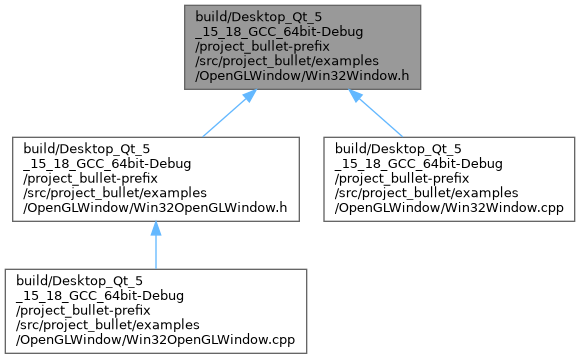 build/Desktop_Qt_5
_15_18_GCC_64bit-Debug
/project_bullet-prefix
/src/project_bullet/examples
/OpenGLWindow/Win32Window.h
build/Desktop_Qt_5
_15_18_GCC_64bit-Debug
/project_bullet-prefix
/src/project_bullet/examples
/OpenGLWindow/Win32OpenGLWindow.h
build/Desktop_Qt_5
_15_18_GCC_64bit-Debug
/project_bullet-prefix
/src/project_bullet/examples
/OpenGLWindow/Win32Window.cpp
build/Desktop_Qt_5
_15_18_GCC_64bit-Debug
/project_bullet-prefix
/src/project_bullet/examples
/OpenGLWindow/Win32OpenGLWindow.cpp